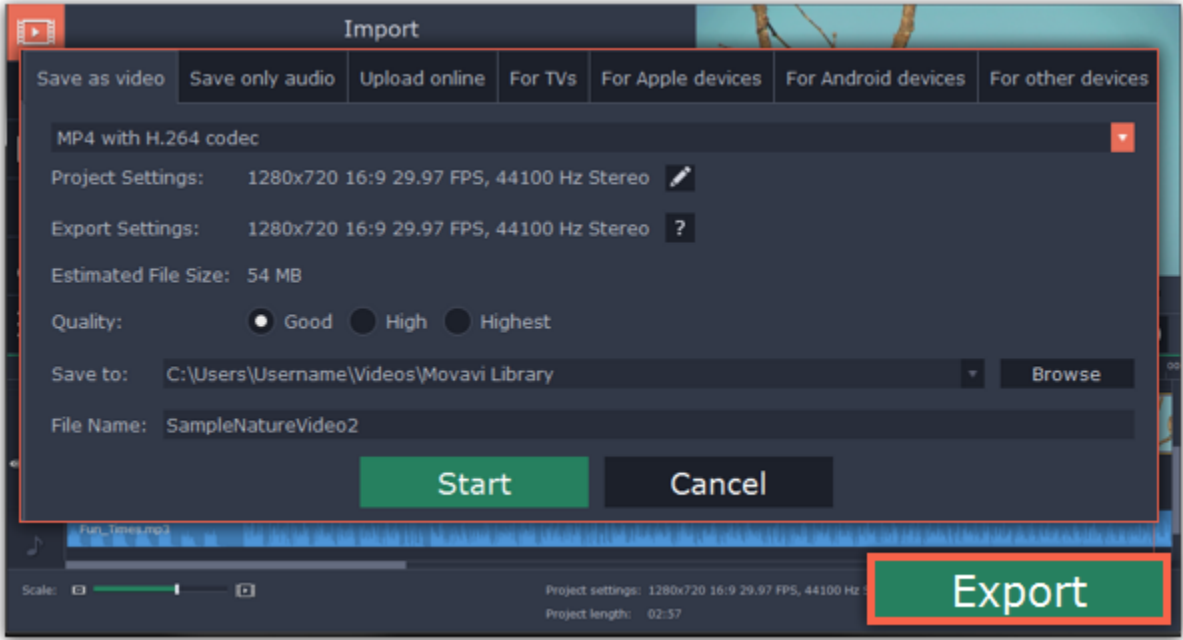 Import
Save as video Save only audio Upload online For TVs For Apple devices For Android devices For other devices
MP4 with H.264 codec
Project Settings: 1280x720 16:9 29.97 FPS, 44100 Hz Stereo
Export Settings: 1280x720 16:9 29.97 FPS, 44100 Hz Stereo ?
Estimated File Size: 54 MB
Quality: Good High Highest
Save to: C:\Users\Username\Videos\Movavi Library Browse
File Name: SampleNatureVideo2
Start Cancel
Fun_Times.mp3
Scale: Project settings: 1280x720 16:9 29.97 FPS, 44100 Hz
Project length: 02:57
Export